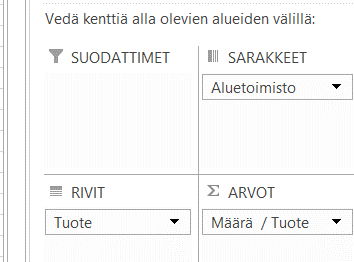 Vedä kenttiä alla olevien alueiden välillä:
SUODATTIMET
SARAKKEET
Aluetoimisto
RIVIT
Tuote
ARVOT
Määrä / Tuote